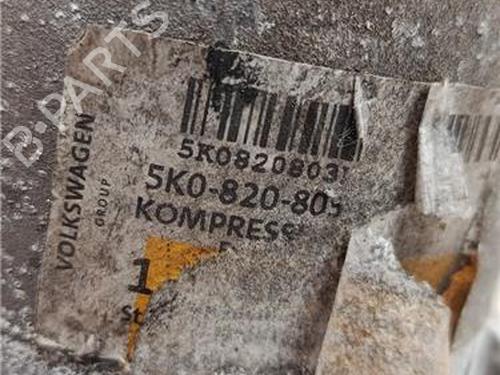 B-PARTS
VOLKSWAGEN
GROUP
5K0820803
5K0-820-80
KOMPRESS
1
St